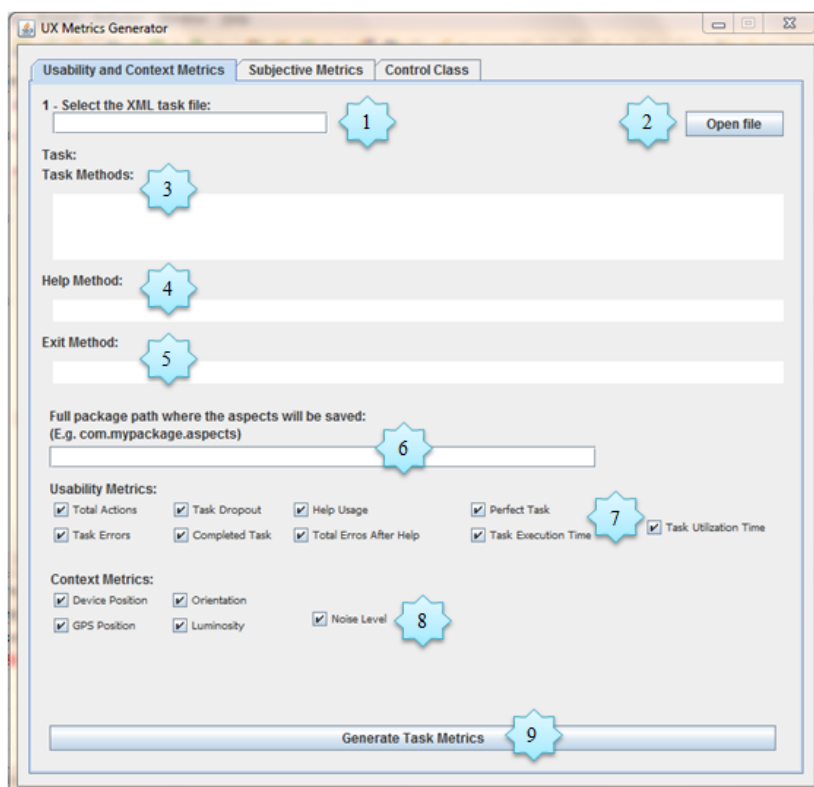 UX Metrics Generator
Usability and Context Metrics Subjective Metrics Control Class
1 - Select the XML task file:
1
2
Open file
Task:
Task Methods:
3
Help Method:
4
Exit Method:
5
Full package path where the aspects will be saved:
(E.g. com.mypackage.aspects)
6
Usability Metrics:
Total Actions Task Dropout Help Usage Perfect Task
7
Task Utilization Time
Task Errors Completed Task Total Erros After Help Task Execution Time
Context Metrics:
Device Position Orientation
Noise Level
8
GPS Position Luminosity
Generate Task Metrics
9